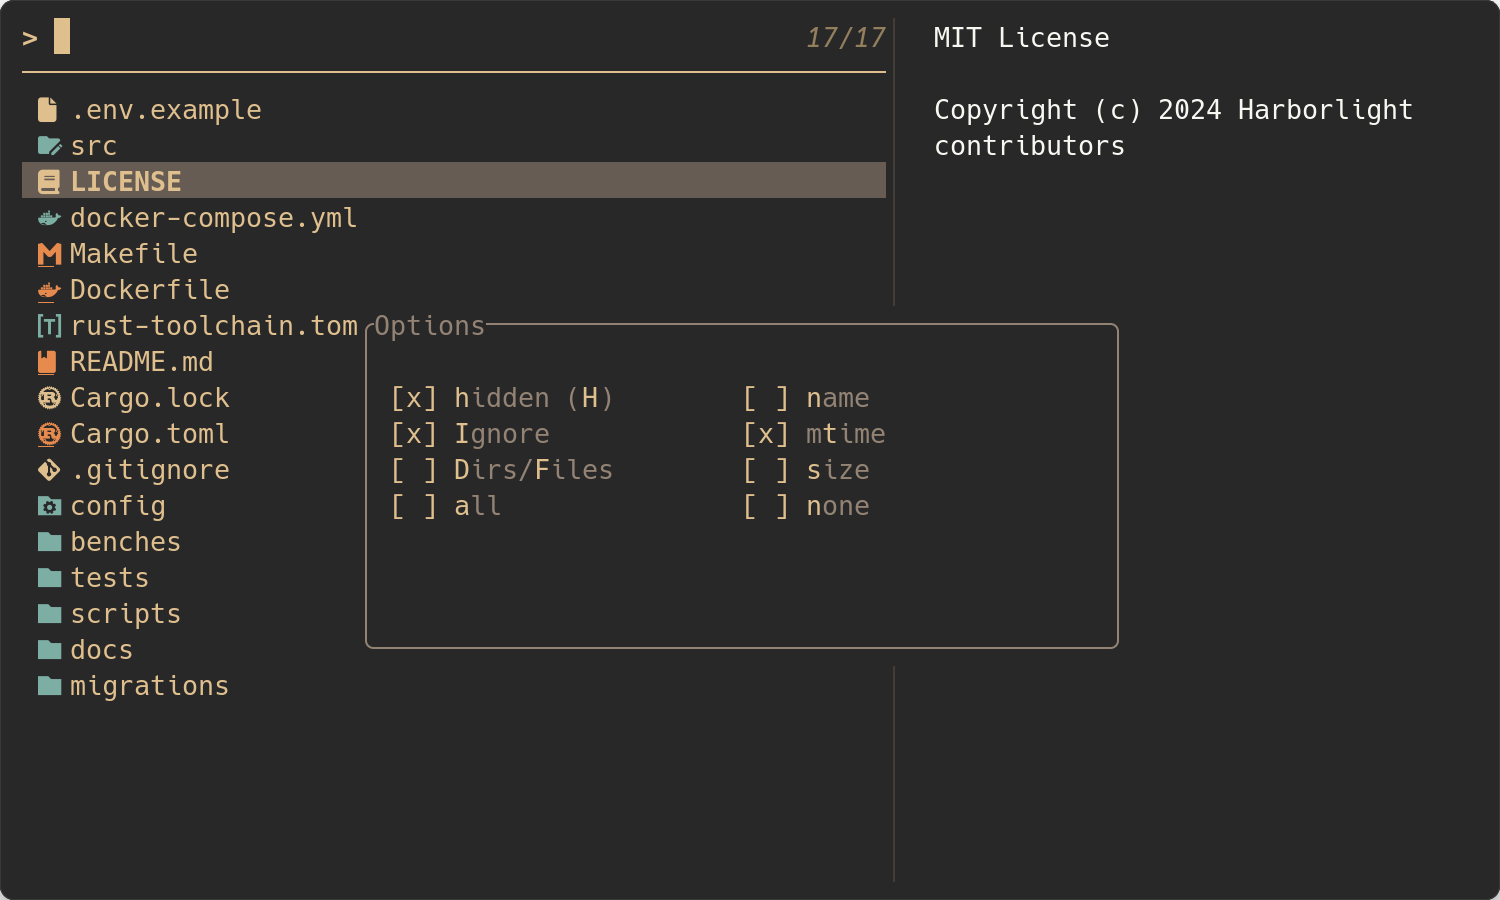 > 17/17
.env.example
src
LICENSE
docker-compose.yml
Makefile
Dockerfile
rust-toolchain.tom
README.md
Cargo.lock
Cargo.toml
.gitignore
config
benches
tests
scripts
docs
migrations
Options
[x] hidden (H) [ ] name
[x] Ignore [x] mtime
[ ] Dirs/Files [ ] size
[ ] all [ ] none
MIT License
Copyright (c) 2024 Harborlight
contributors